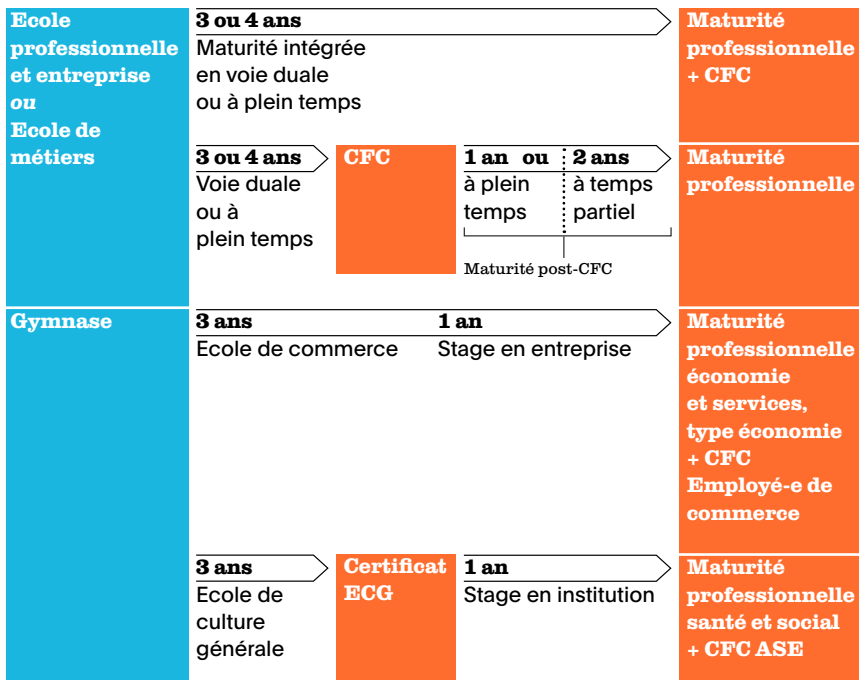 Ecole
professionnelle
et entreprise
ou
Ecole de
métiers
3 ou 4 ans
Maturité intégrée
en voie duale
ou à plein temps
Maturité
professionnelle
+ CFC
3 ou 4 ans
Voie duale
ou à
plein temps
CFC
1 an ou
à plein
temps
2 ans
à temps
partiel
Maturité post-CFC
Maturité
professionnelle
Gymnase
3 ans
Ecole de commerce
1 an
Stage en entreprise
Maturité
professionnelle
économie
et services,
type économie
+ CFC
Employé-e de
commerce
3 ans
Ecole de
culture
générale
Certificat
ECG
1 an
Stage en institution
Maturité
professionnelle
santé et social
+ CFC ASE